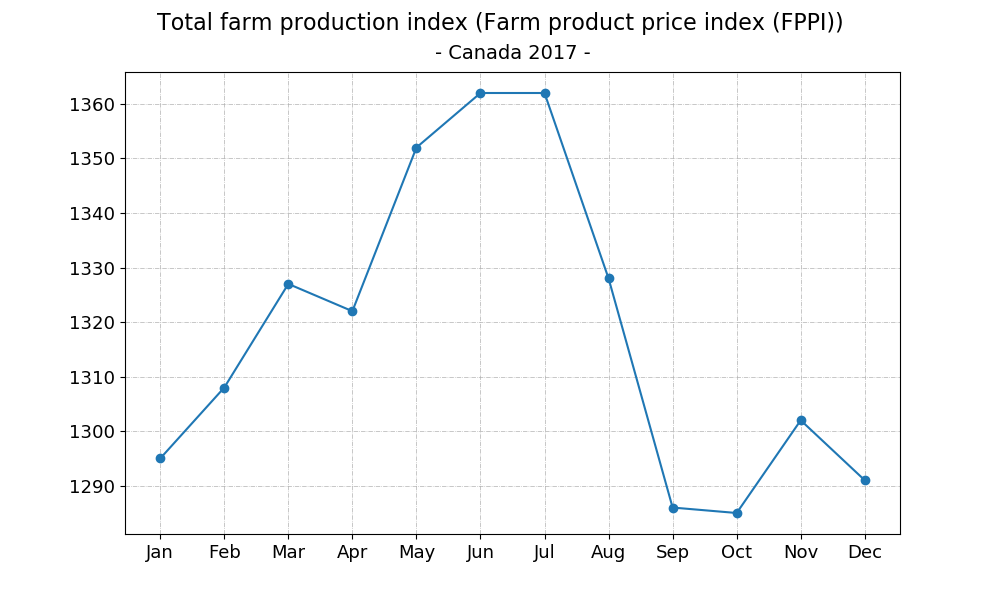 Total farm production index (Farm product price index (FPPI))
- Canada 2017 -
1360
1350
1340
1330
1320
1310
1300
1290
Jan Feb Mar Apr May Jun Jul Aug Sep Oct Nov Dec